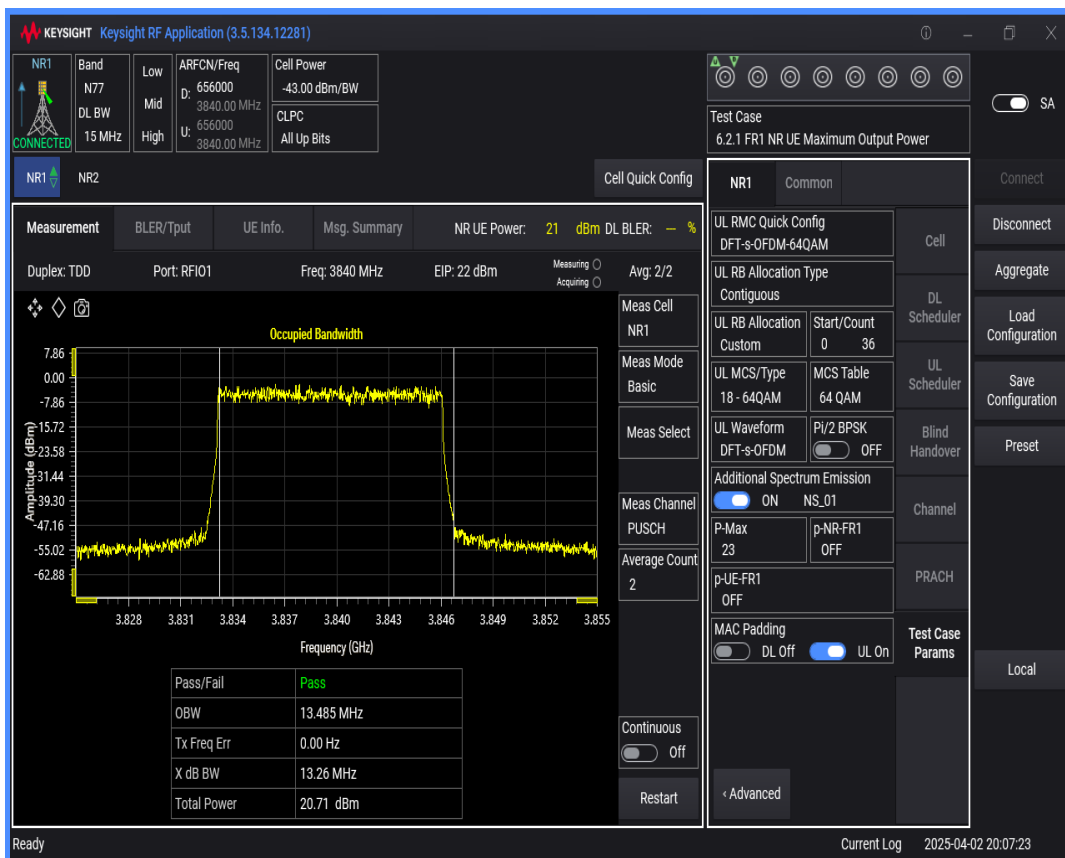 KEYSIGHT Keysight RF Application (3.5.134.12281)
NR1
CONNECTED
Band
N77
DL BW
15 MHz
Low
Mid
High
ARFCN/Freq
D: 656000
3840.00 MHz
U: 656000
3840.00 MHz
Cell Power
-43.00 dBm/BW
CLPC
All Up Bits
Test Case
6.2.1 FR1 NR UE Maximum Output Power
SA
NR1 NR2 Cell Quick Config
Measurement BLER/Tput UE Info. Msg. Summary NR UE Power: 21 dBm DL BLER: — %
Duplex: TDD Port: RFIO1 Freq: 3840 MHz EIP: 22 dBm Measuring Avg: 2/2
Acquiring
Occupied Bandwidth
Amplitude (dBm)
7.86
0.00
-7.86
-15.72
-23.58
-31.44
-39.30
-47.16
-55.02
-62.88
3.828 3.831 3.834 3.837 3.840 3.843 3.846 3.849 3.852 3.855
Frequency (GHz)
Pass/Fail Pass
OBW 13.485 MHz
Tx Freq Err 0.00 Hz
X dB BW 13.26 MHz
Total Power 20.71 dBm
Meas Cell
NR1
Meas Mode
Basic
Meas Select
Meas Channel
PUSCH
Average Count
2
Continuous
Off
Restart
NR1 Common
UL RMC Quick Config
DFT-s-OFDM-64QAM
UL RB Allocation Type
Contiguous
UL RB Allocation Start/Count
Custom 0 36
UL MCS/Type MCS Table
18 - 64QAM 64 QAM
UL Waveform Pi/2 BPSK
DFT-s-OFDM OFF
Additional Spectrum Emission
ON NS_01
P-Max p-NR-FR1
23 OFF
p-UE-FR1
OFF
MAC Padding
DL Off UL On
‹ Advanced
Cell
DL
Scheduler
UL
Scheduler
Blind
Handover
Channel
PRACH
Test Case
Params
Connect
Disconnect
Aggregate
Load
Configuration
Save
Configuration
Preset
Local
Ready Current Log 2025-04-02 20:07:23